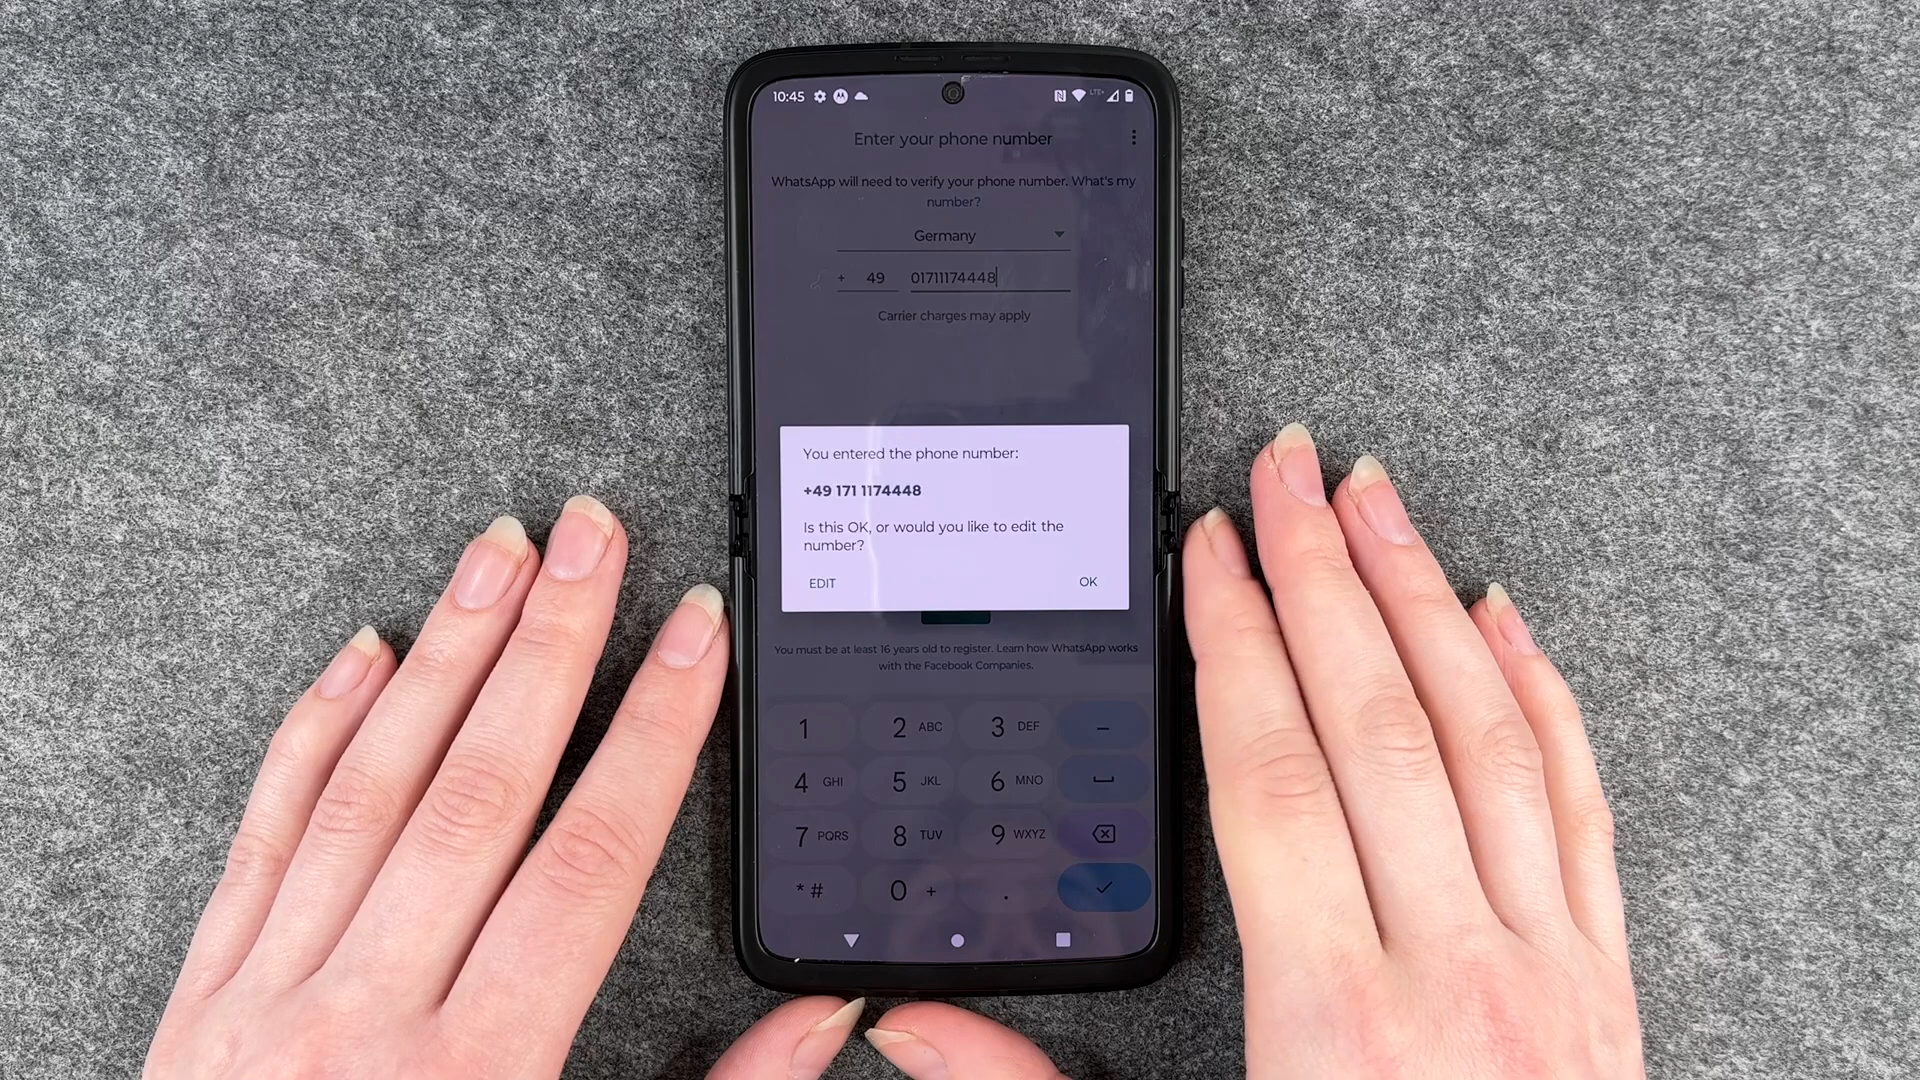 10:45
LTE+
Enter your phone number
WhatsApp will need to verify your phone number. What's my
number?
Germany
+ 49 01711174448
Carrier charges may apply
You entered the phone number:
+49 171 1174448
Is this OK, or would you like to edit the
number?
EDIT OK
You must be at least 16 years old to register. Learn how WhatsApp works
with the Facebook Companies.
1 2 ABC 3 DEF –
4 GHI 5 JKL 6 MNO
7 PQRS 8 TUV 9 WXYZ
* # 0 + .